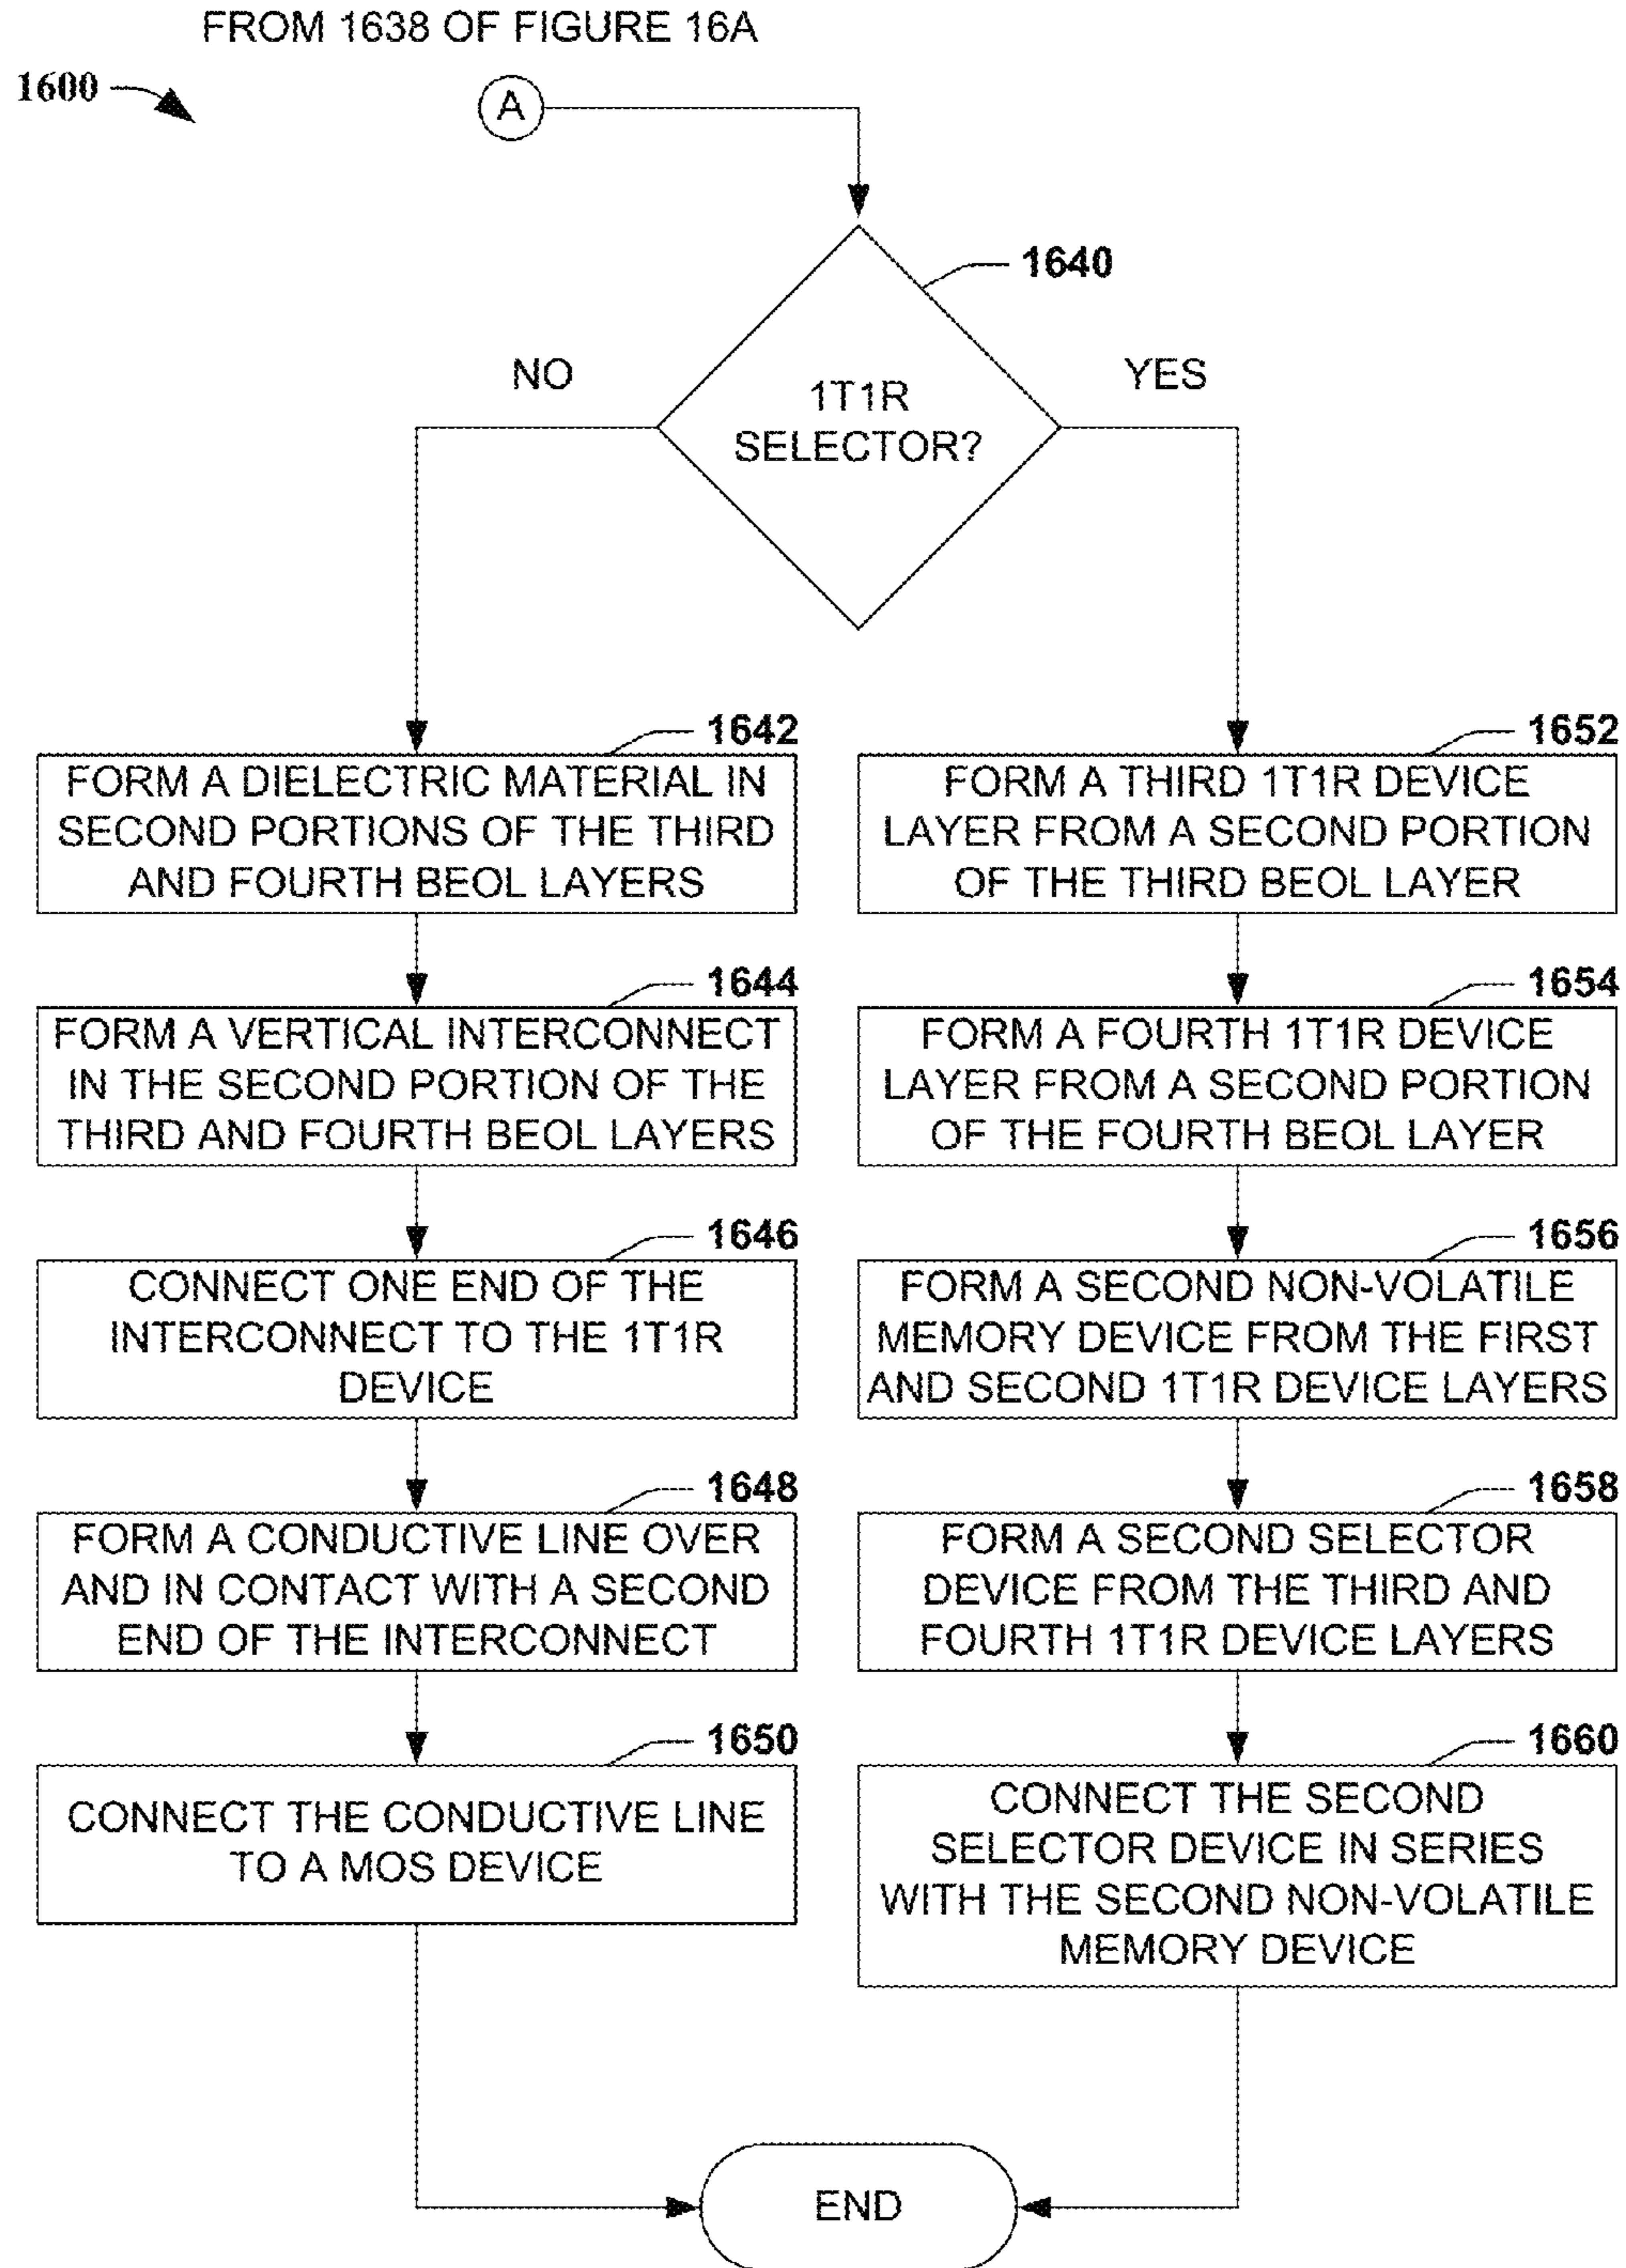 FROM 1638 OF FIGURE 16A
1600
A
1640
NO
YES
1T1R
SELECTOR?
1642
FORM A DIELECTRIC MATERIAL IN
SECOND PORTIONS OF THE THIRD
AND FOURTH BEOL LAYERS
1644
FORM A VERTICAL INTERCONNECT
IN THE SECOND PORTION OF THE
THIRD AND FOURTH BEOL LAYERS
1646
CONNECT ONE END OF THE
INTERCONNECT TO THE 1T1R
DEVICE
1648
FORM A CONDUCTIVE LINE OVER
AND IN CONTACT WITH A SECOND
END OF THE INTERCONNECT
1650
CONNECT THE CONDUCTIVE LINE
TO A MOS DEVICE
1652
FORM A THIRD 1T1R DEVICE
LAYER FROM A SECOND PORTION
OF THE THIRD BEOL LAYER
1654
FORM A FOURTH 1T1R DEVICE
LAYER FROM A SECOND PORTION
OF THE FOURTH BEOL LAYER
1656
FORM A SECOND NON-VOLATILE
MEMORY DEVICE FROM THE FIRST
AND SECOND 1T1R DEVICE LAYERS
1658
FORM A SECOND SELECTOR
DEVICE FROM THE THIRD AND
FOURTH 1T1R DEVICE LAYERS
1660
CONNECT THE SECOND
SELECTOR DEVICE IN SERIES
WITH THE SECOND NON-VOLATILE
MEMORY DEVICE
END